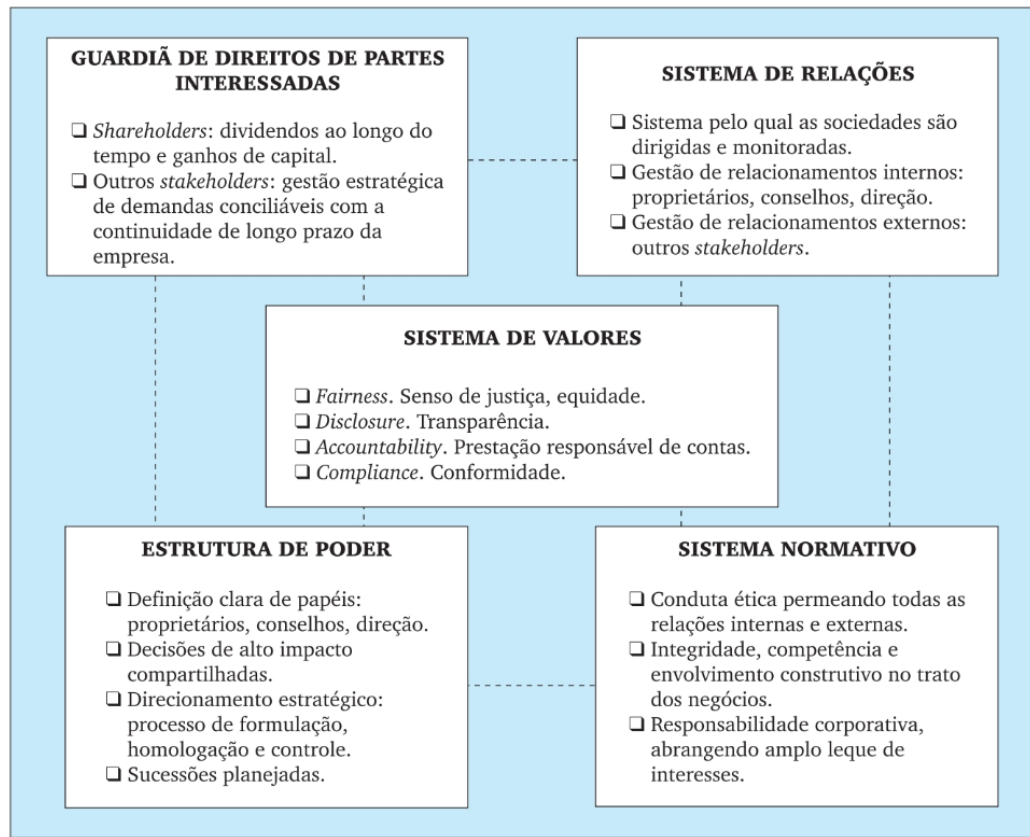 GUARDIÃ DE DIREITOS DE PARTES
INTERESSADAS
❑ Shareholders: dividendos ao longo do
tempo e ganhos de capital.
❑ Outros stakeholders: gestão estratégica
de demandas conciliáveis com a
continuidade de longo prazo da
empresa.
SISTEMA DE RELAÇÕES
❑ Sistema pelo qual as sociedades são
dirigidas e monitoradas.
❑ Gestão de relacionamentos internos:
proprietários, conselhos, direção.
❑ Gestão de relacionamentos externos:
outros stakeholders.
SISTEMA DE VALORES
❑ Fairness. Senso de justiça, equidade.
❑ Disclosure. Transparência.
❑ Accountability. Prestação responsável de contas.
❑ Compliance. Conformidade.
ESTRUTURA DE PODER
❑ Definição clara de papéis:
proprietários, conselhos, direção.
❑ Decisões de alto impacto
compartilhadas.
❑ Direcionamento estratégico:
processo de formulação,
homologação e controle.
❑ Sucessões planejadas.
SISTEMA NORMATIVO
❑ Conduta ética permeando todas as
relações internas e externas.
❑ Integridade, competência e
envolvimento construtivo no trato
dos negócios.
❑ Responsabilidade corporativa,
abrangendo amplo leque de
interesses.